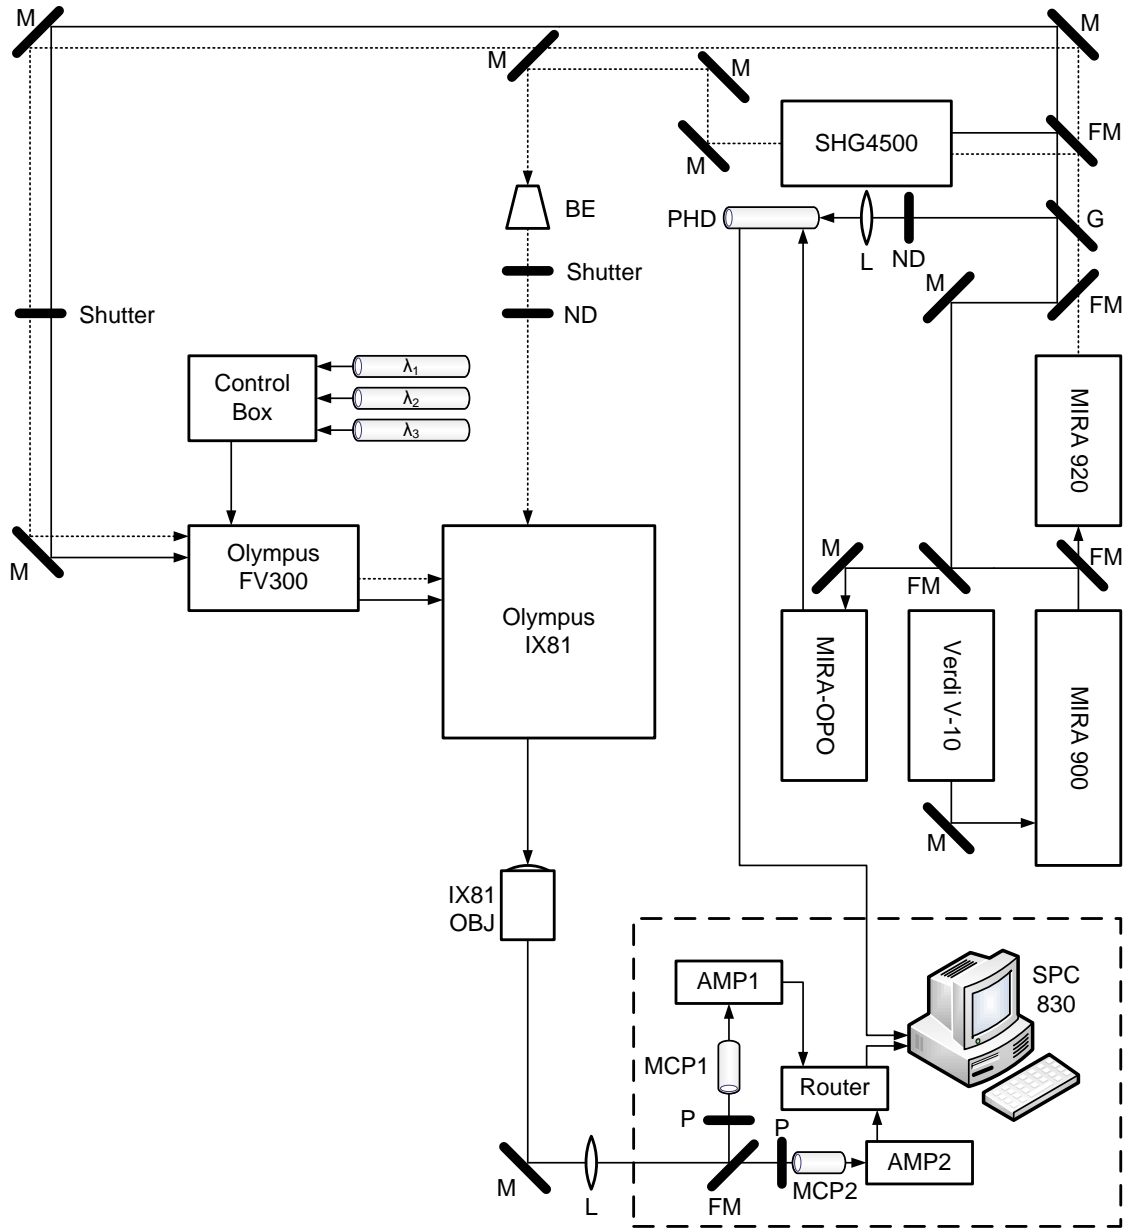 M
M
M
M
FM
SHG4500
M
BE
PHD
G
L
ND
Shutter
M
FM
ND
Shutter
λ1
Control
Box
λ2
λ3
MIRA 920
Olympus
FV300
M
M
FM
FM
Olympus
IX81
MIRA-OPO
Verdi V-10
MIRA 900
M
IX81
OBJ
AMP1
SPC
830
MCP1
Router
P
P
AMP2
M
L
FM
MCP2